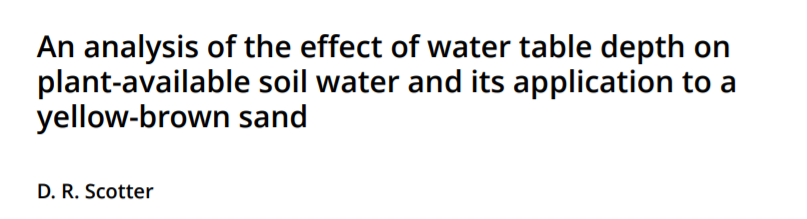 An analysis of the effect of water table depth on
plant-available soil water and its application to a
yellow-brown sand
D. R. Scotter